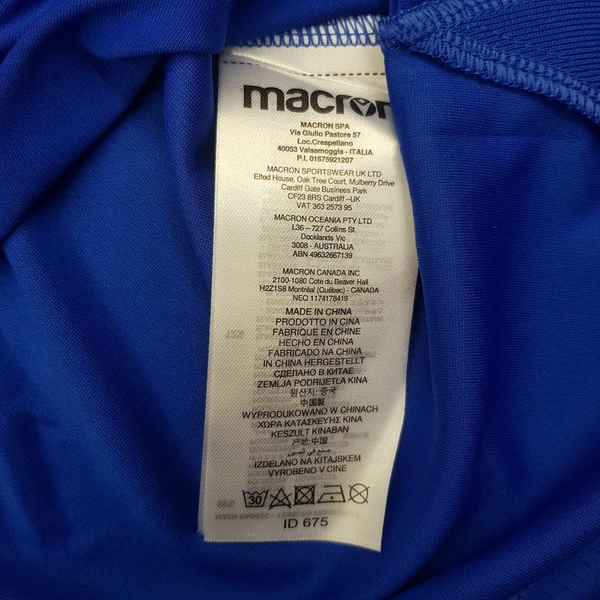 macron
MACRON SPA
Via Giulio Pastore 57
Loc.Crespellano
40053 Valsamoggia - ITALIA
P.I. 01675921207
MACRON SPORTSWEAR UK LTD
Elfed House, Oak Tree Court, Mulberry Drive
Cardiff Gate Business Park
CF23 8RS Cardiff -UK
VAT 363 2573 95
MACRON OCEANIA PTY LTD
L36 – 727 Collins St
Docklands Vic
3008 - AUSTRALIA
ABN 49632667139
MACRON CANADA INC
2100-1080 Cote du Beaver Hall
H2Z1S8 Montréal (Québec) - CANADA
NEQ 1174178419
MADE IN CHINA
PRODOTTO IN CINA
FABRIQUE EN CHINE
HECHO EN CHINA
FABRICADO NA CHINA
IN CHINA HERGESTELLT
СДЕЛАНО В КИТАЕ
ZEMLJA PODRIJETLA KINA
원산지: 중국
中国製
WYPRODUKOWANO W CHINACH
ΧΩΡΑ ΚΑΤΑΣΚΕΥΗΣ ΚΙΝΑ
KESZULT KINABAN
产地:中国
صنع في الصين
IZDELANO NA KITAJSKEM
VYROBENO V CINE
30
ID 675